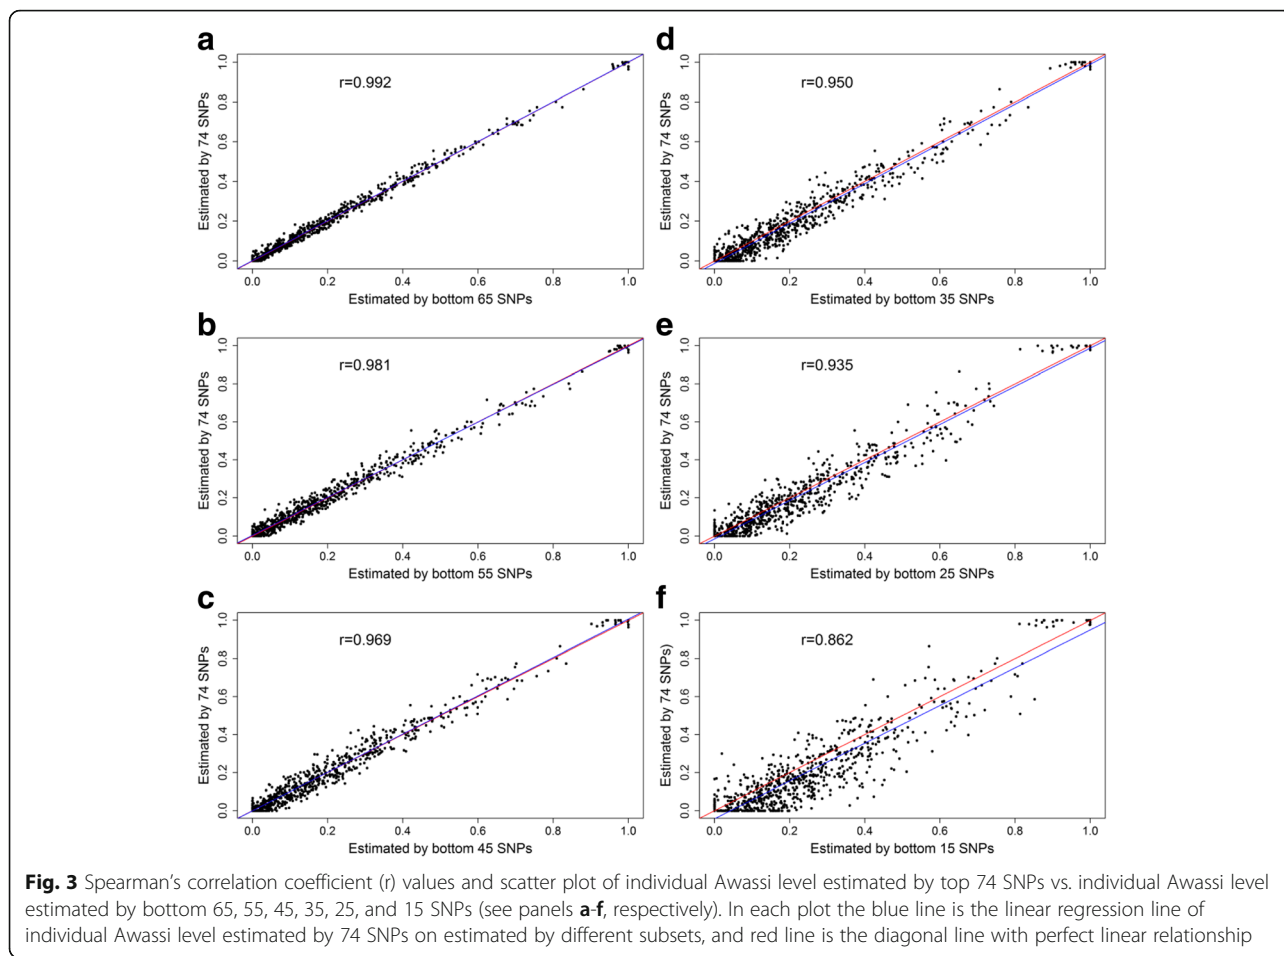 a
r=0.992
Estimated by 74 SNPs
0.0 0.2 0.4 0.6 0.8 1.0
0.0 0.2 0.4 0.6 0.8 1.0
Estimated by bottom 65 SNPs
d
r=0.950
Estimated by 74 SNPs
0.0 0.2 0.4 0.6 0.8 1.0
0.0 0.2 0.4 0.6 0.8 1.0
Estimated by bottom 35 SNPs
b
r=0.981
Estimated by 74 SNPs
0.0 0.2 0.4 0.6 0.8 1.0
0.0 0.2 0.4 0.6 0.8 1.0
Estimated by bottom 55 SNPs
e
r=0.935
Estimated by 74 SNPs
0.0 0.2 0.4 0.6 0.8 1.0
0.0 0.2 0.4 0.6 0.8 1.0
Estimated by bottom 25 SNPs
c
r=0.969
Estimated by 74 SNPs
0.0 0.2 0.4 0.6 0.8 1.0
0.0 0.2 0.4 0.6 0.8 1.0
Estimated by bottom 45 SNPs
f
r=0.862
Estimated by 74 SNPs)
0.0 0.2 0.4 0.6 0.8 1.0
0.0 0.2 0.4 0.6 0.8 1.0
Estimated by bottom 15 SNPs
Fig. 3 Spearman's correlation coefficient (r) values and scatter plot of individual Awassi level estimated by top 74 SNPs vs. individual Awassi level
estimated by bottom 65, 55, 45, 35, 25, and 15 SNPs (see panels a-f, respectively). In each plot the blue line is the linear regression line of
individual Awassi level estimated by 74 SNPs on estimated by different subsets, and red line is the diagonal line with perfect linear relationship